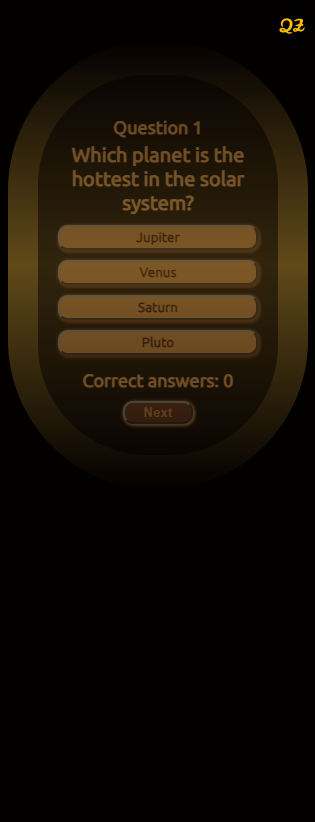 QZ
Question 1
Which planet is the
hottest in the solar
system?
Jupiter
Venus
Saturn
Pluto
Correct answers: 0
Next